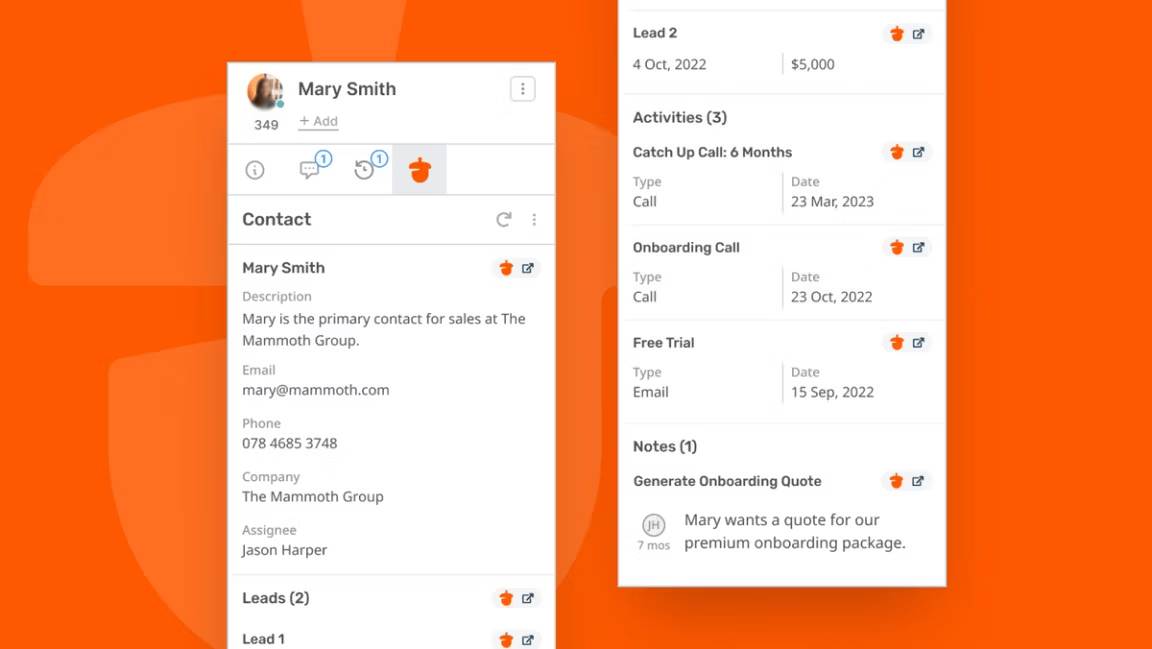 Mary Smith
349
+ Add
1
1
Contact
Mary Smith
Description
Mary is the primary contact for sales at The
Mammoth Group.
Email
mary@mammoth.com
Phone
078 4685 3748
Company
The Mammoth Group
Assignee
Jason Harper
Leads (2)
Lead 1
Lead 2
4 Oct, 2022
$5,000
Activities (3)
Catch Up Call: 6 Months
Type
Date
Call
23 Mar, 2023
Onboarding Call
Type
Date
Call
23 Oct, 2022
Free Trial
Type
Date
Email
15 Sep, 2022
Notes (1)
Generate Onboarding Quote
JH
7 mos
Mary wants a quote for our
premium onboarding package.